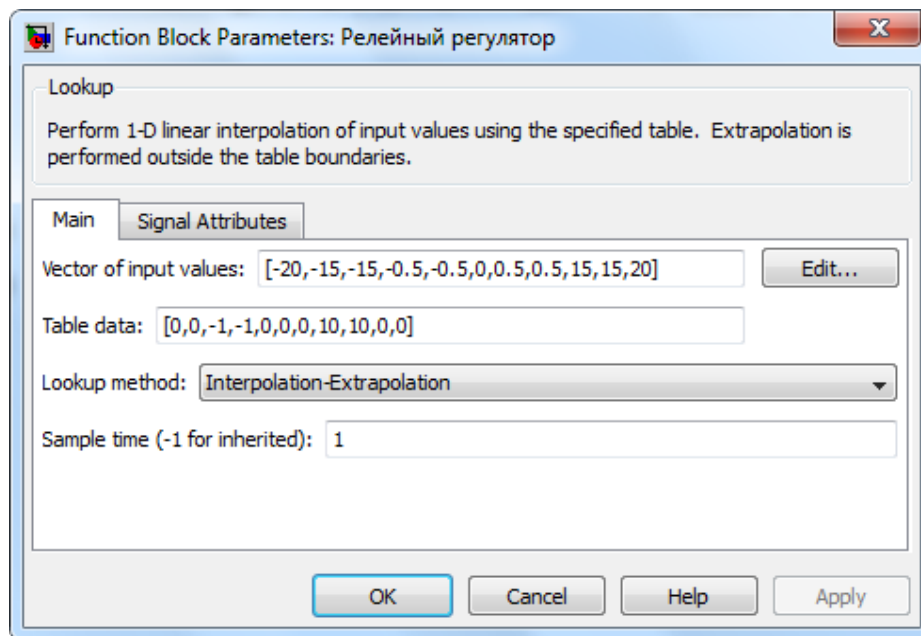 Function Block Parameters: Релейный регулятор
Lookup
Perform 1-D linear interpolation of input values using the specified table. Extrapolation is
performed outside the table boundaries.
Main Signal Attributes
Vector of input values: [-20,-15,-15,-0.5,-0.5,0,0.5,0.5,15,15,20] Edit...
Table data: [0,0,-1,-1,0,0,0,10,10,0,0]
Lookup method: Interpolation-Extrapolation
Sample time (-1 for inherited): 1
OK Cancel Help Apply